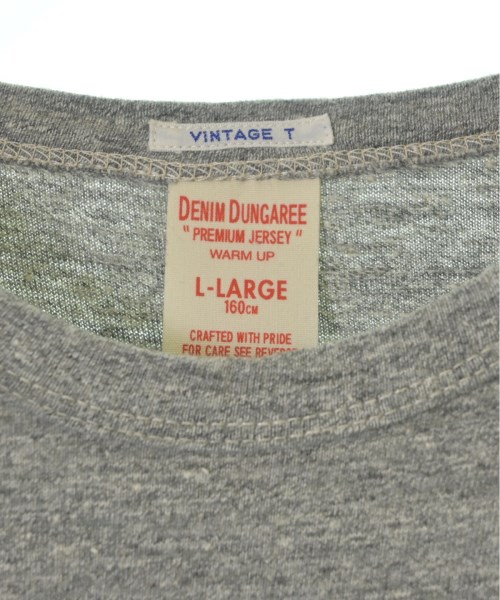 VINTAGE T
DENIM DUNGAREE
"PREMIUM JERSEY"
WARM UP
L-LARGE
160CM
CRAFTED WITH PRIDE
FOR CARE SEE